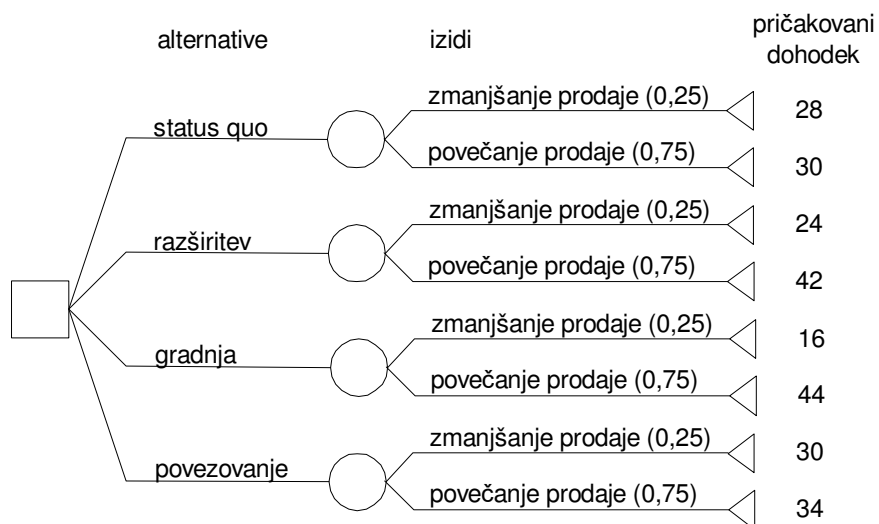 alternative
izidi
pričakovani
dohodek
zmanjšanje prodaje (0,25)
28
status quo
povečanje prodaje (0,75)
30
zmanjšanje prodaje (0,25)
24
razširitev
povečanje prodaje (0,75)
42
zmanjšanje prodaje (0,25)
16
gradnja
povečanje prodaje (0,75)
44
zmanjšanje prodaje (0,25)
30
povezovanje
povečanje prodaje (0,75)
34